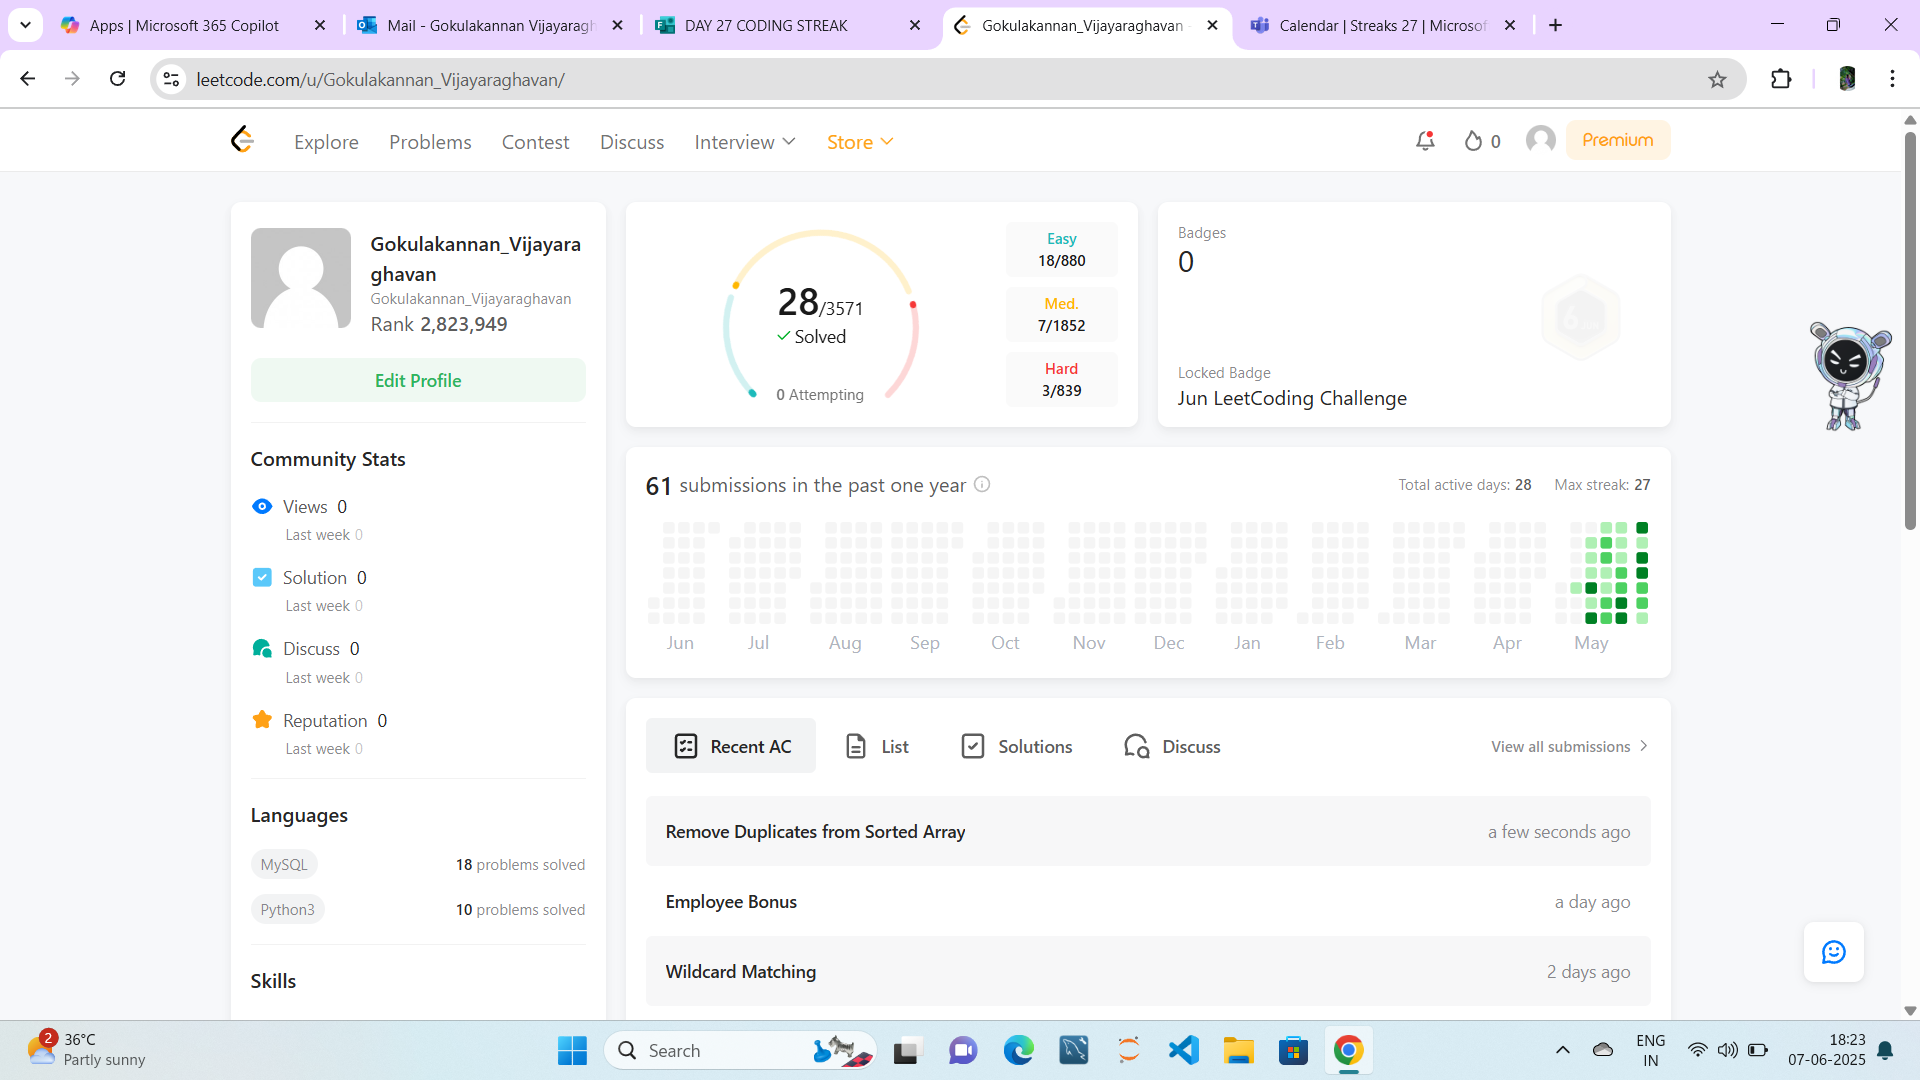 Apps | Microsoft 365 Copilot
Mail - Gokulakannan Vijayaragh
DAY 27 CODING STREAK
Gokulakannan_Vijayaraghavan
Calendar | Streaks 27 | Microsof
leetcode.com/u/Gokulakannan_Vijayaraghavan/
Explore Problems Contest Discuss Interview Store 0 Premium
Gokulakannan_Vijayara
ghavan
Gokulakannan_Vijayaraghavan
Rank 2,823,949
Edit Profile
Community Stats
Views 0
Last week 0
Solution 0
Last week 0
Discuss 0
Last week 0
Reputation 0
Last week 0
Languages
MySQL 18 problems solved
Python3 10 problems solved
Skills
28/3571
Solved
0 Attempting
Easy
18/880
Med.
7/1852
Hard
3/839
Badges
0
Locked Badge
Jun LeetCoding Challenge
61 submissions in the past one year Total active days: 28 Max streak: 27
Jun Jul Aug Sep Oct Nov Dec Jan Feb Mar Apr May
Recent AC List Solutions Discuss View all submissions
Remove Duplicates from Sorted Array a few seconds ago
Employee Bonus a day ago
Wildcard Matching 2 days ago
2
36°C
Partly sunny
Search
ENG
IN
18:23
07-06-2025